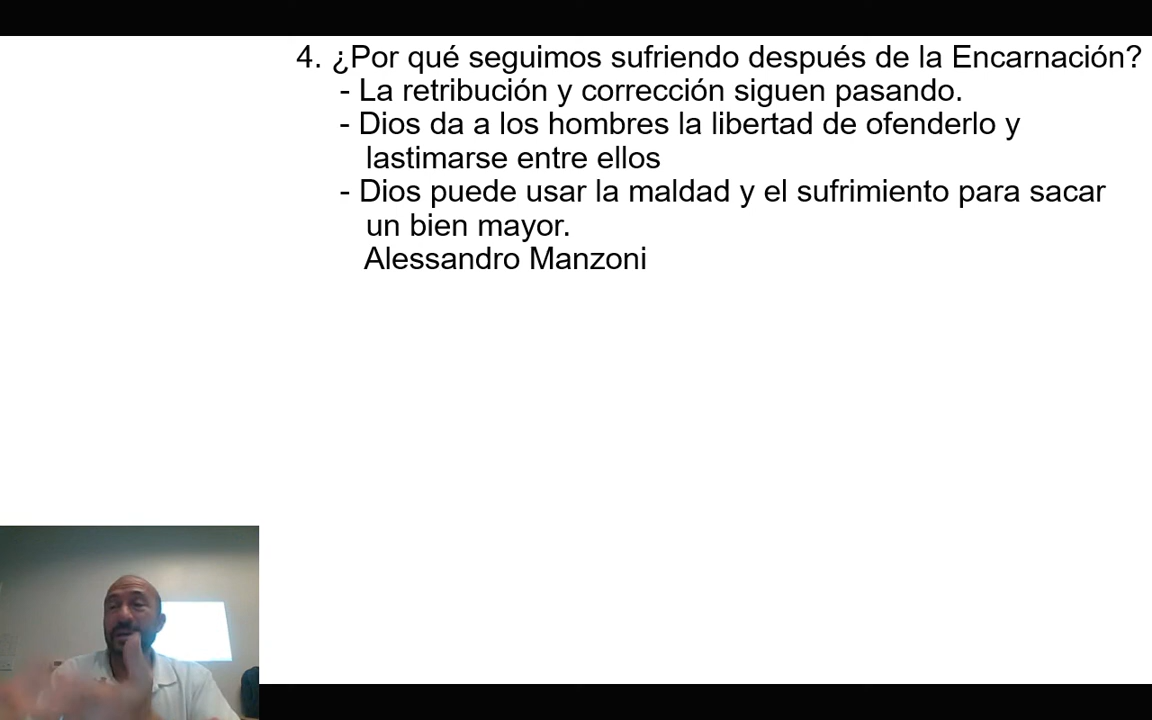 4. ¿Por qué seguimos sufriendo después de la Encarnación?
- La retribución y corrección siguen pasando.
- Dios da a los hombres la libertad de ofenderlo y
lastimarse entre ellos
- Dios puede usar la maldad y el sufrimiento para sacar
un bien mayor.
Alessandro Manzoni